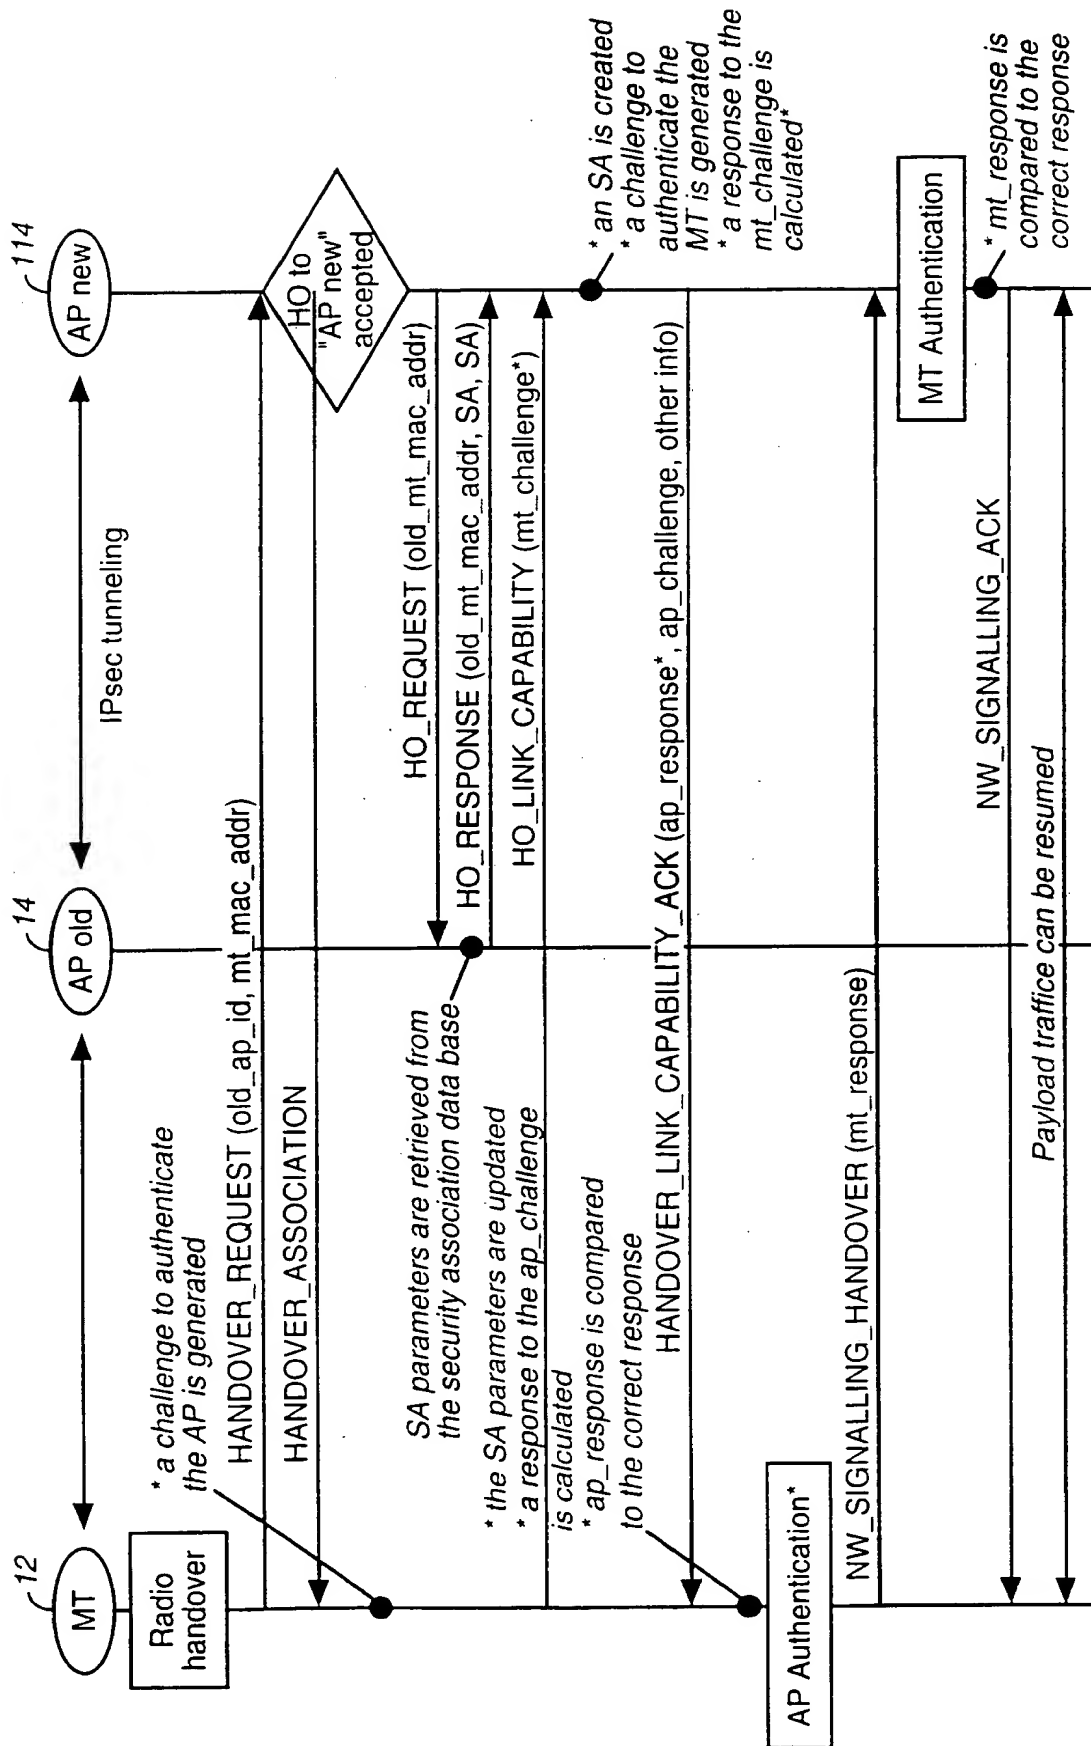 12
MT
14
AP old
114
AP new
IPsec tunneling
Radio
handover
* a challenge to authenticate
the AP is generated
HANDOVER_REQUEST (old_ap_id, mt_mac_addr)
HANDOVER_ASSOCIATION
HO to
"AP new"
accepted
HO_REQUEST (old_mt_mac_addr)
SA parameters are retrieved from
the security association data base
HO_RESPONSE (old_mt_mac_addr, SA, SA)
HO_LINK_CAPABILITY (mt_challenge*)
* an SA is created
* a challenge to
authenticate the
MT is generated
* a response to the
mt_challenge is
calculated*
* the SA parameters are updated
* a response to the ap_challenge
is calculated
* ap_response is compared
to the correct response
HANDOVER_LINK_CAPABILITY_ACK (ap_response*, ap_challenge, other info)
AP Authentication*
NW_SIGNALLING_HANDOVER (mt_response)
MT Authentication
* mt_response is
compared to the
correct response
NW_SIGNALLING_ACK
Payload traffice can be resumed